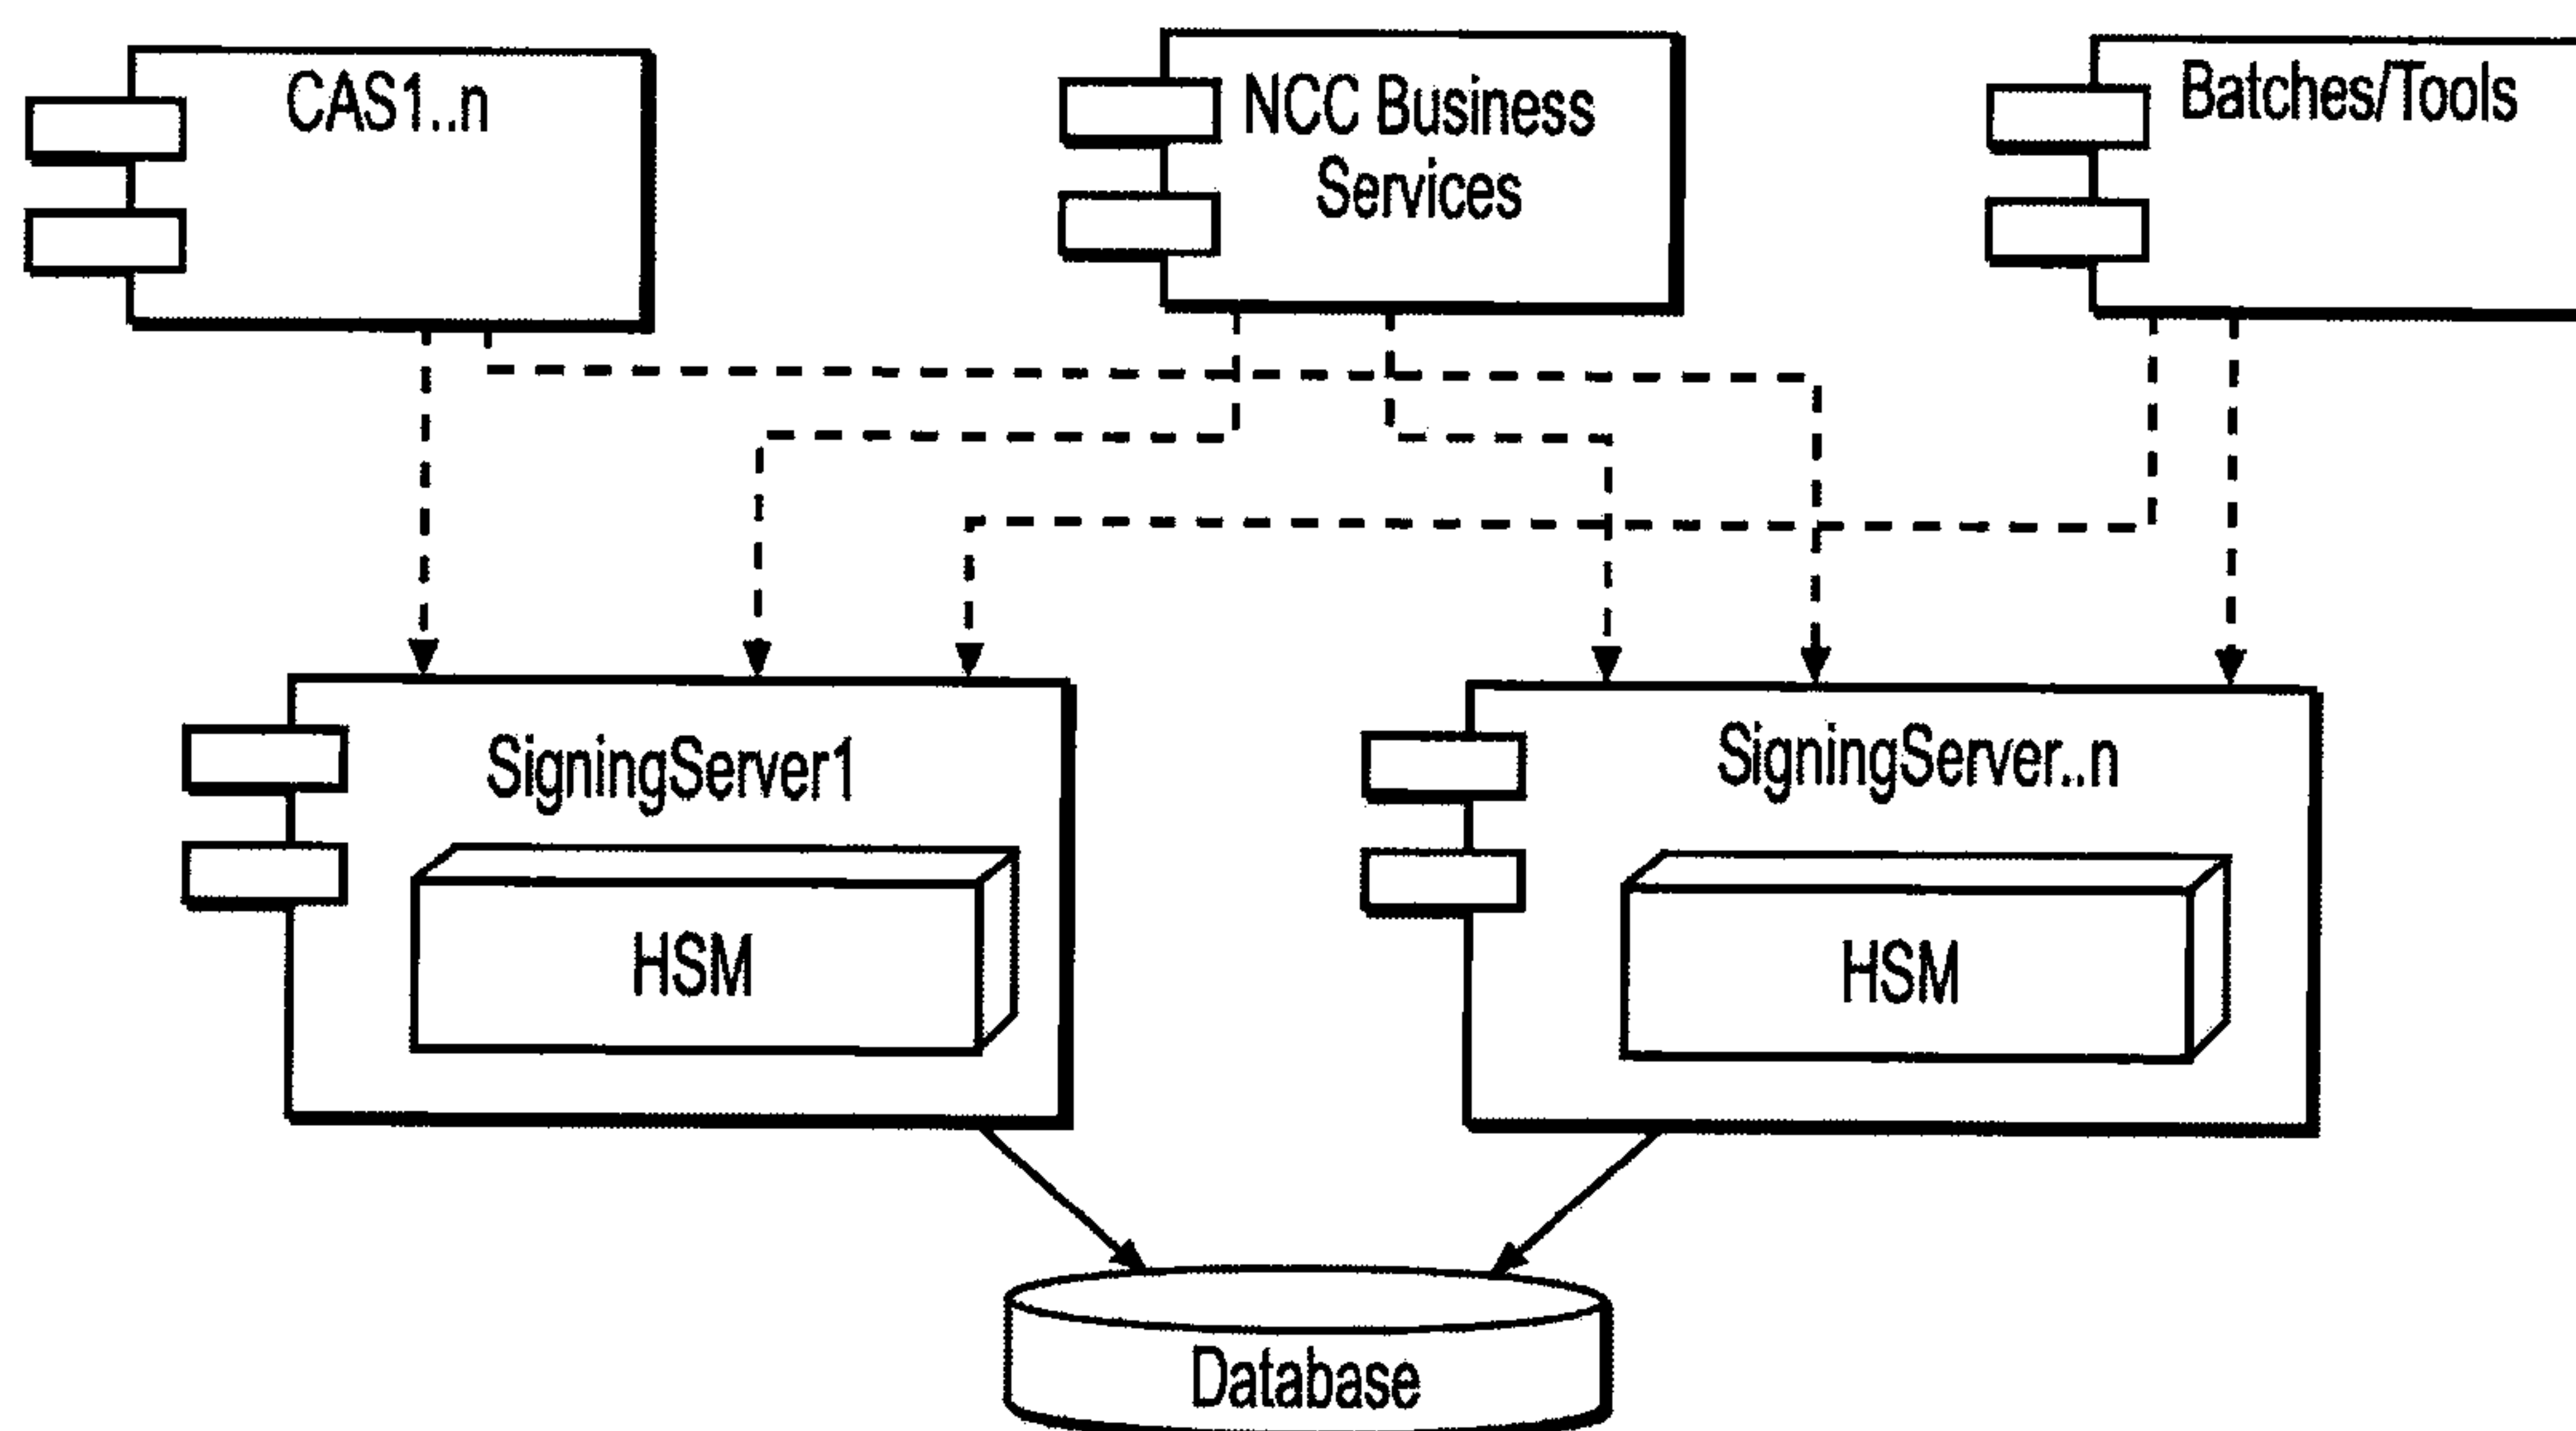 CAS1..n
NCC Business
Services
Batches/Tools
SigningServer1
SigningServer..n
HSM
HSM
Database